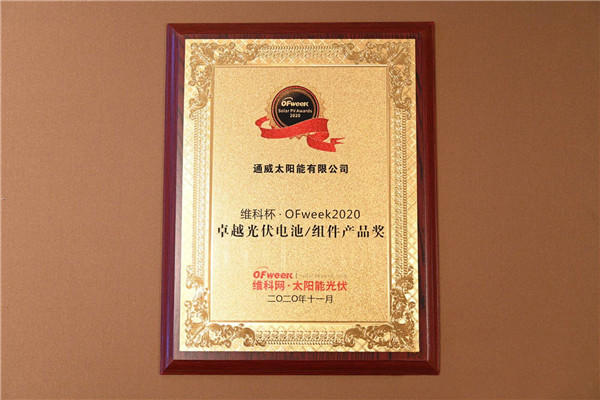 OFweek
Solar PV Awards
2020
通威太阳能有限公司
维科杯·OFweek2020
卓越光伏电池/组件产品奖
OFweek
维科网·太阳能光伏
二〇二〇年十一月